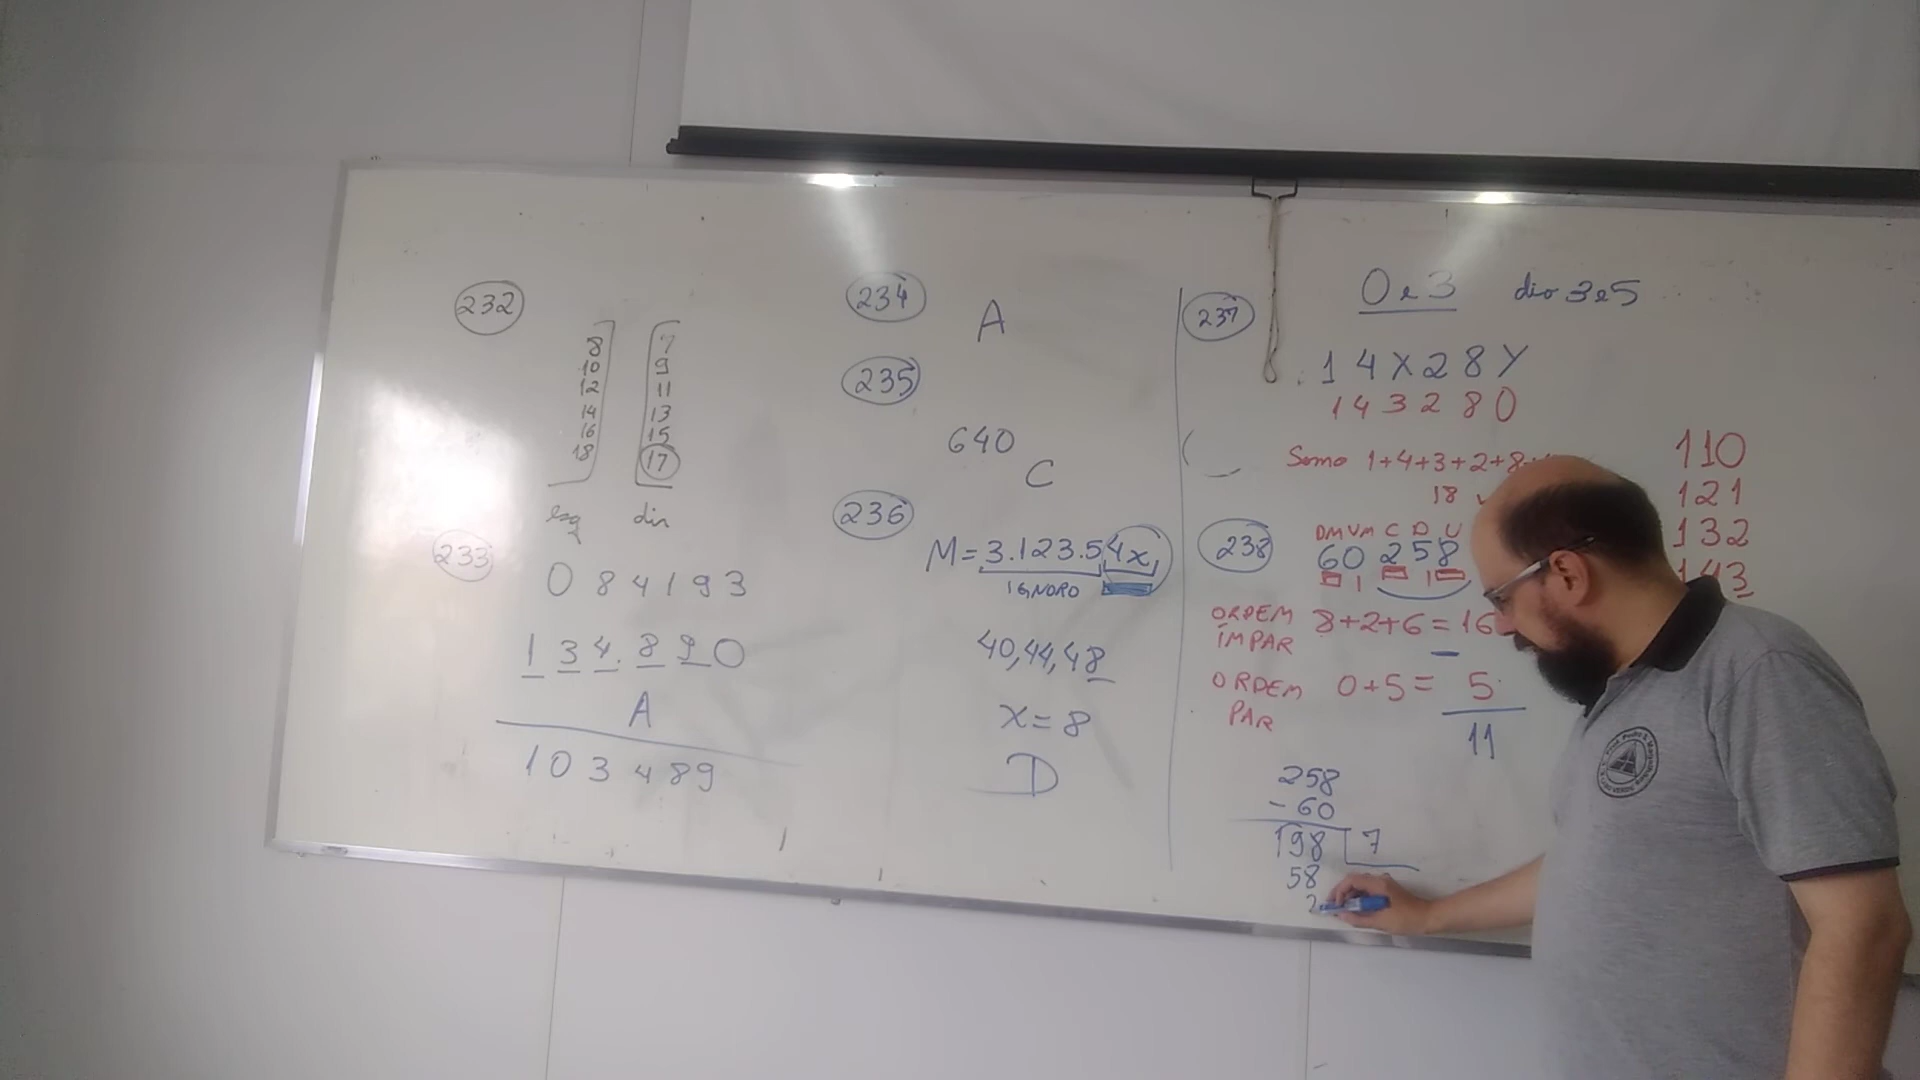 232
8
10
12
14
16
18
7
9
11
13
15
17
esq dir
233
0 8 4 1 9 3
1 3 4. 8 9 0
A
1 0 3 4 8 9
234 A
235
640
C
236
M = 3.123.5 4x
IGNORO
40, 44, 48
x = 8
D
237
0 e 3 div 3 e 5
1 4 X 2 8 Y
1 4 3 2 8 0
Soma 1+4+3+2+8+
18
238
DM UM C D U
60 258
ORDEM ÍMPAR 8+2+6 = 16
ORDEM PAR 0+5 = 5
11
258
- 60
198 7
58
2
110
121
132
143